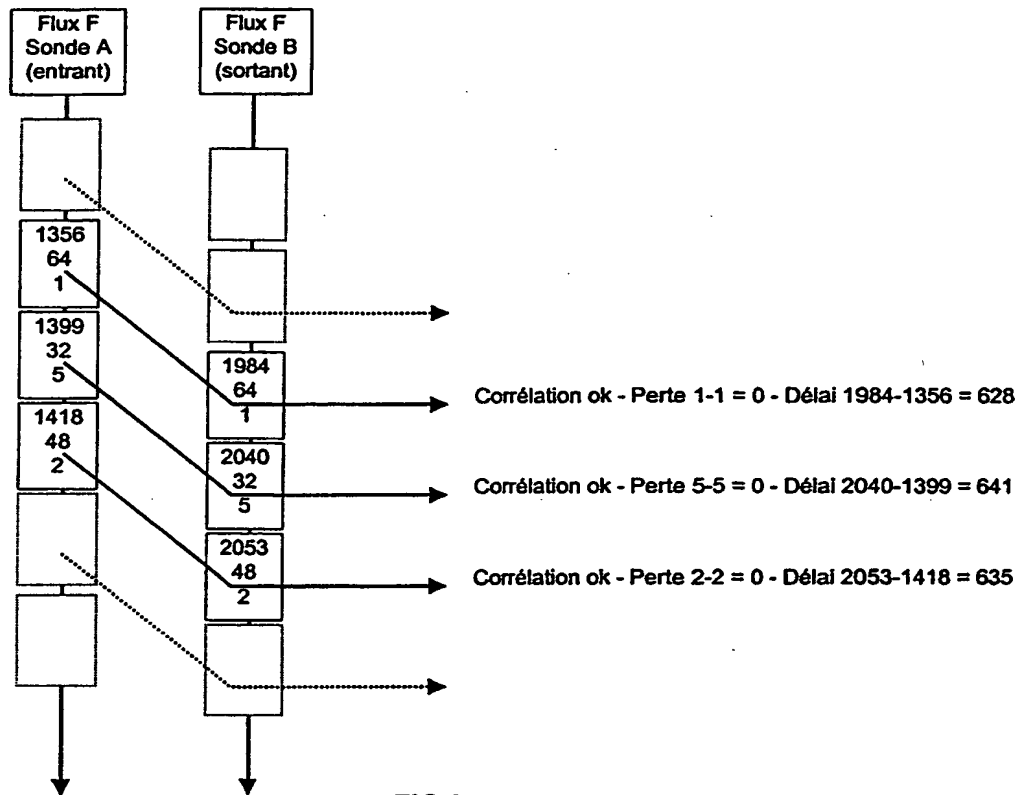 Flux F
Sonde A
(entrant)
Flux F
Sonde B
(sortant)
1356
64
1
1399
32
5
1418
48
2
1984
64
1
2040
32
5
2053
48
2
Corrélation ok - Perte 1-1 = 0 - Délai 1984-1356 = 628
Corrélation ok - Perte 5-5 = 0 - Délai 2040-1399 = 641
Corrélation ok - Perte 2-2 = 0 - Délai 2053-1418 = 635